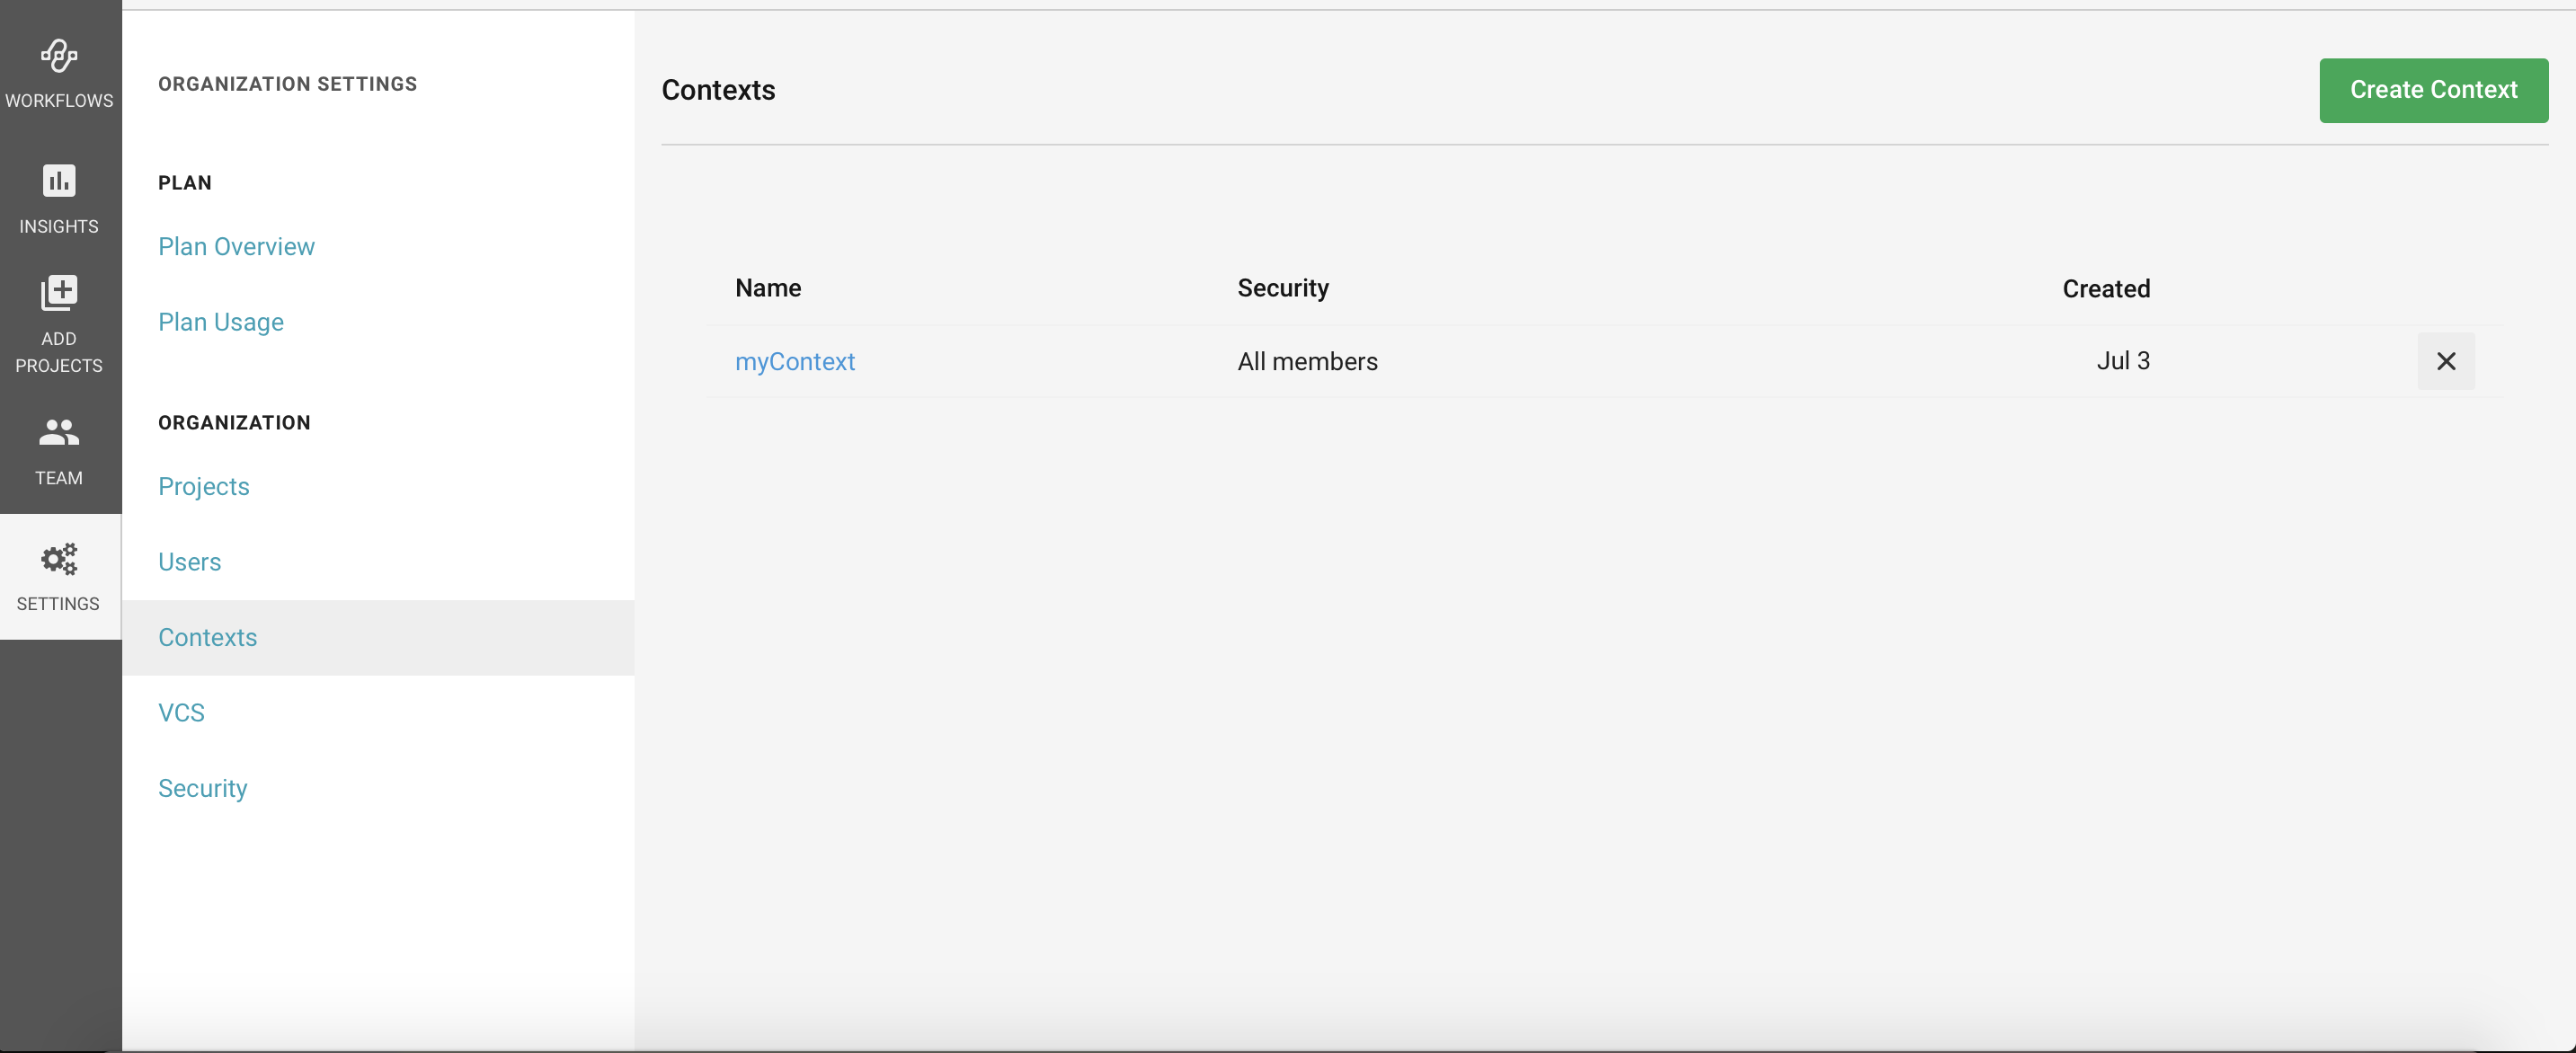 WORKFLOWS
INSIGHTS
ADD
PROJECTS
TEAM
SETTINGS
ORGANIZATION SETTINGS
PLAN
Plan Overview
Plan Usage
ORGANIZATION
Projects
Users
Contexts
VCS
Security
Contexts
Create Context
Name Security Created
myContext All members Jul 3